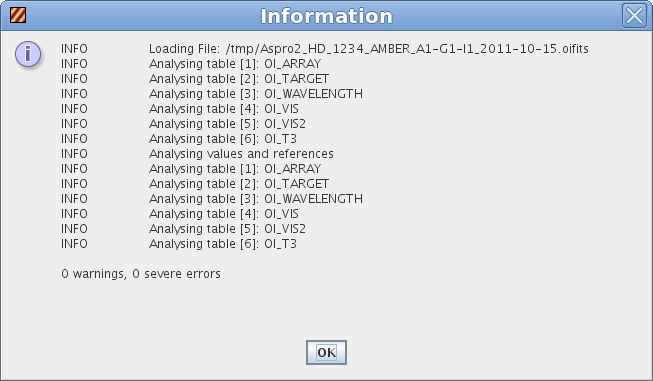 Information
INFO Loading File: /tmp/Aspro2_HD_1234_AMBER_A1-G1-I1_2011-10-15.oifits
INFO Analysing table [1]: OI_ARRAY
INFO Analysing table [2]: OI_TARGET
INFO Analysing table [3]: OI_WAVELENGTH
INFO Analysing table [4]: OI_VIS
INFO Analysing table [5]: OI_VIS2
INFO Analysing table [6]: OI_T3
INFO Analysing values and references
INFO Analysing table [1]: OI_ARRAY
INFO Analysing table [2]: OI_TARGET
INFO Analysing table [3]: OI_WAVELENGTH
INFO Analysing table [4]: OI_VIS
INFO Analysing table [5]: OI_VIS2
INFO Analysing table [6]: OI_T3
0 warnings, 0 severe errors
OK